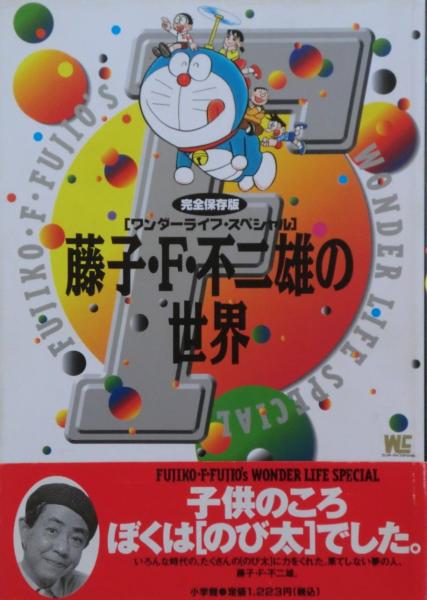 FUJIKO・F・FUJIO'S WONDER LIFE SPECIAL
完全保存版
[ワンダーライフ・スペシャル]
藤子・F・不二雄の
世界
WL
FUJIKO・F・FUJIO's WONDER LIFE SPECIAL
子供のころ
ぼくは[のび太]でした。
いろんな時代の、たくさんの[のび太]に力をくれた。果てしない夢の人、
藤子・F・不二雄。
小学館●定価1,223円(税込)